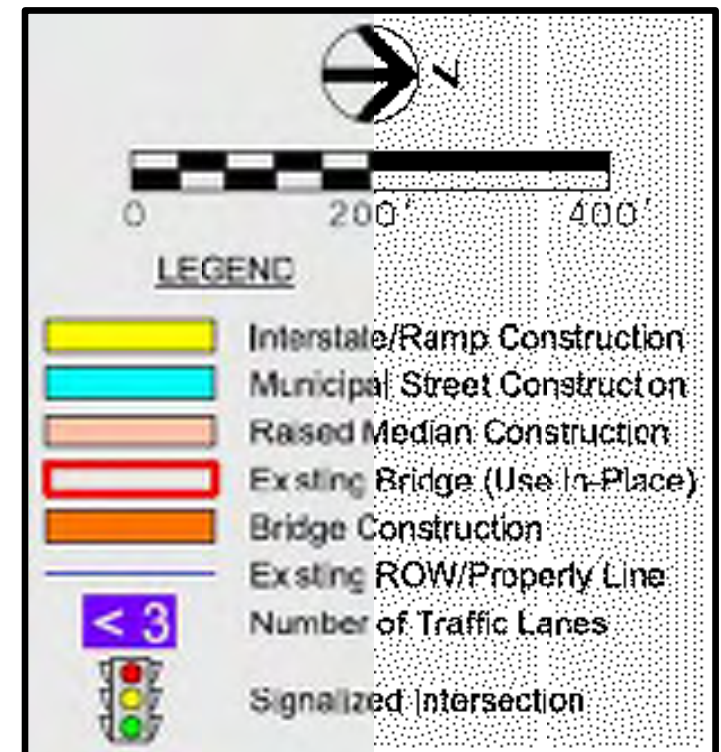 N
0 200' 400'
LEGEND
Interstate/Ramp Construction
Municipal Street Construction
Raised Median Construction
Existing Bridge (Use In-Place)
Bridge Construction
Existing ROW/Property Line
< 3 Number of Traffic Lanes
Signalized Intersection